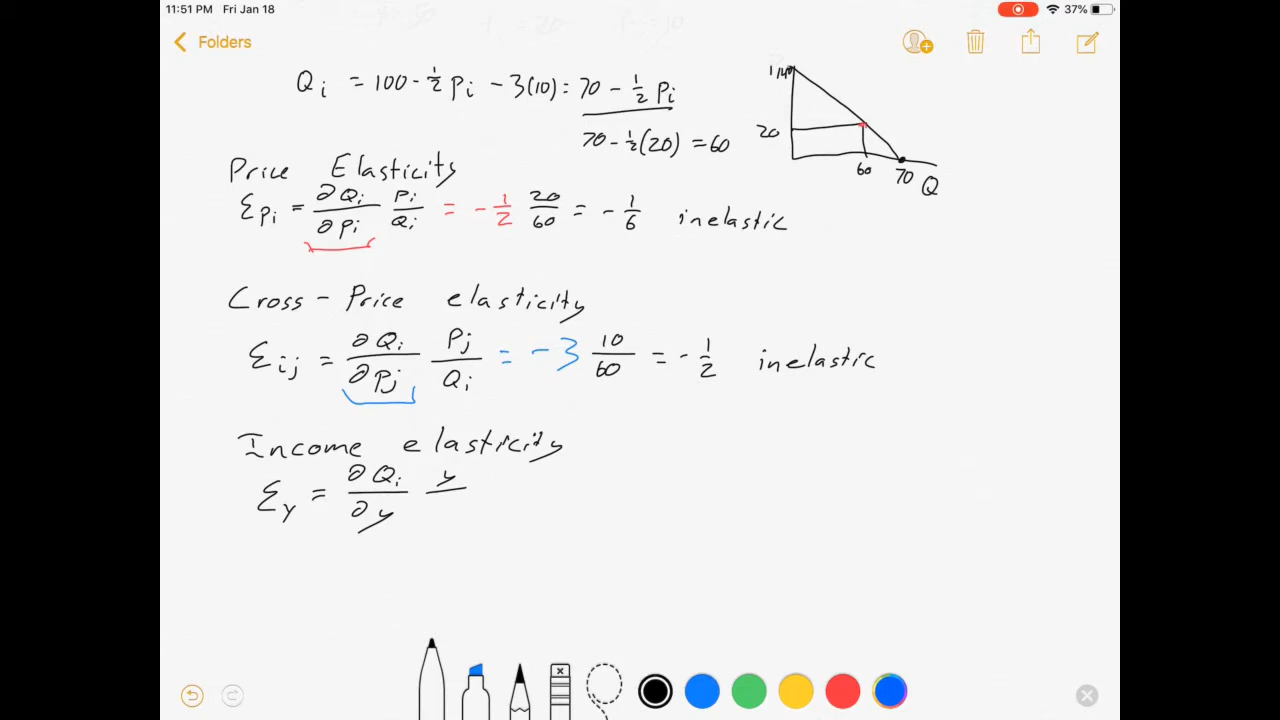 11:51 PM Fri Jan 18
37%
Folders
Qi = 100 - 1/2 Pi - 3(10) = 70 - 1/2 Pi
70 - 1/2 (20) = 60
140
20
60
70
Q
Price Elasticity
εPi = ∂Qi/∂Pi Pi/Qi = - 1/2 20/60 = - 1/6 inelastic
Cross-Price elasticity
εij = ∂Qi/∂Pj Pj/Qi = -3 10/60 = - 1/2 inelastic
Income elasticity
εy = ∂Qi/∂y y